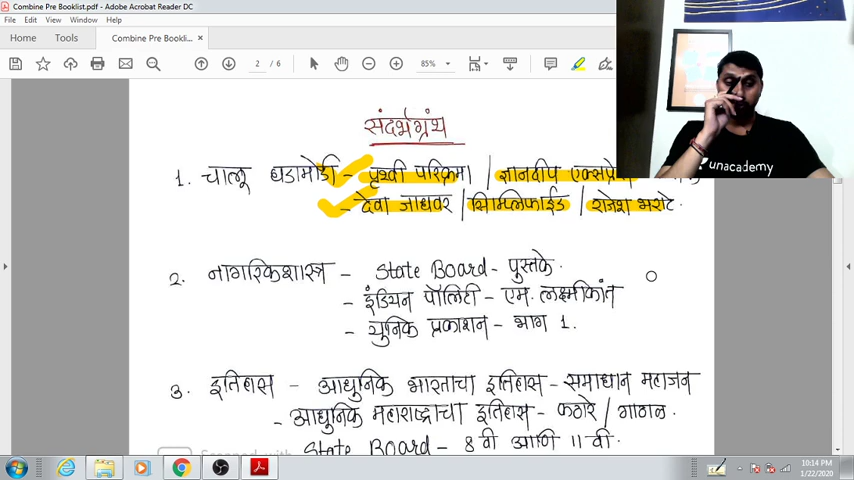 Combine Pre Booklist.pdf - Adobe Acrobat Reader DC
File Edit View Window Help
Home Tools Combine Pre Bookli... ×
2 / 6 85%
संदर्भग्रंथ
1. चालू घडामोडी - पृथ्वी परिक्रमा / ज्ञानदीप
- देवा जाधवर / सिम्प्लिफाईड / राजेश भराटे.
unacademy
2. नागरिकशास्त्र - State Board - पुस्तके.
- इंडियन पॉलिटी - एम. लक्ष्मीकांत
- युनिक प्रकाशन - भाग 1.
3. इतिहास - आधुनिक भारताचा इतिहास - समाधान महाजन
- आधुनिक महाराष्ट्राचा इतिहास - कठारे / गाठाळ.
State Board - 8 वी आणि 11 वी.
10:14 PM
1/22/2020